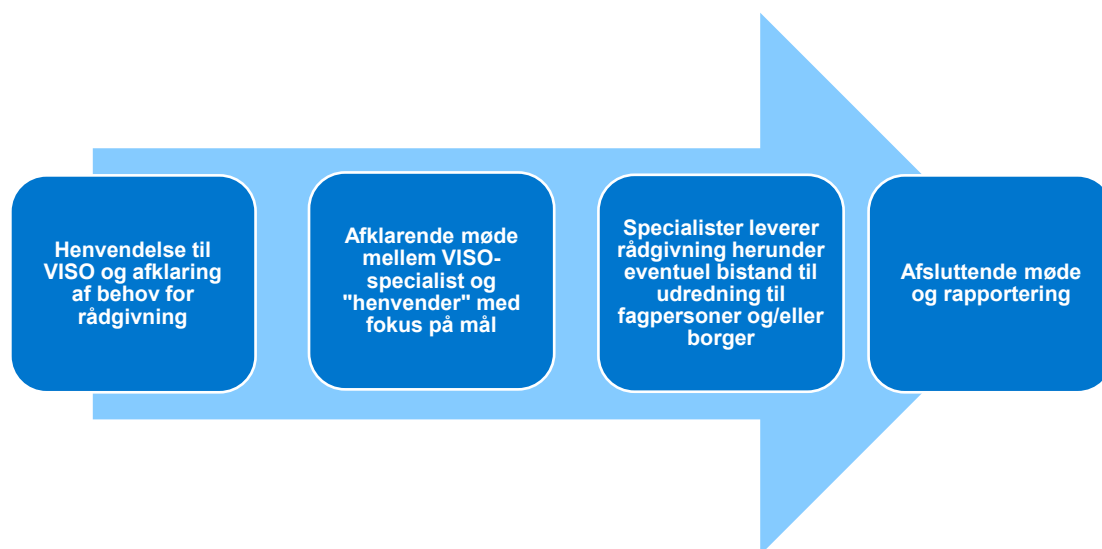 Henvendelse til
VISO og afklaring
af behov for
rådgivning
Afklarende møde
mellem VISO-
specialist og
"henvender" med
fokus på mål
Specialister leverer
rådgivning herunder
eventuel bistand til
udredning til
fagpersoner og/eller
borger
Afsluttende møde
og rapportering